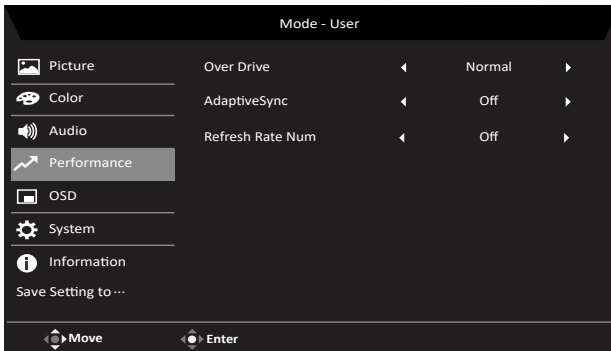 Mode - User
Picture
Over Drive Normal
Color
AdaptiveSync Off
Audio
Refresh Rate Num Off
Performance
OSD
System
Information
Save Setting to ···
Move Enter